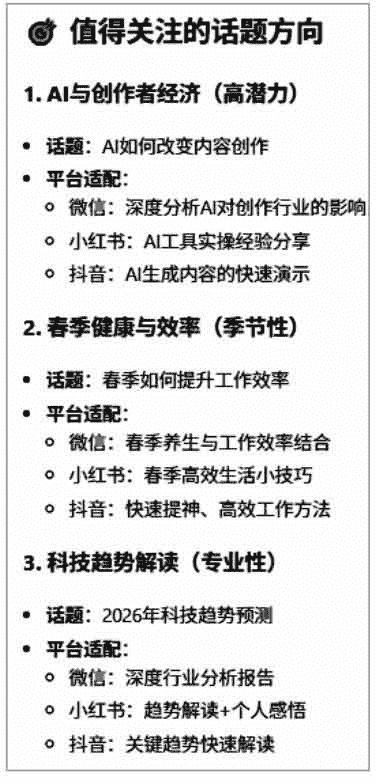 🎯 值得关注的话题方向
1. AI与创作者经济（高潜力）
• 话题：AI如何改变内容创作
• 平台适配：
○ 微信：深度分析AI对创作行业的影响
○ 小红书：AI工具实操经验分享
○ 抖音：AI生成内容的快速演示
2. 春季健康与效率（季节性）
• 话题：春季如何提升工作效率
• 平台适配：
○ 微信：春季养生与工作效率结合
○ 小红书：春季高效生活小技巧
○ 抖音：快速提神、高效工作方法
3. 科技趋势解读（专业性）
• 话题：2026年科技趋势预测
• 平台适配：
○ 微信：深度行业分析报告
○ 小红书：趋势解读+个人感悟
○ 抖音：关键趋势快速解读